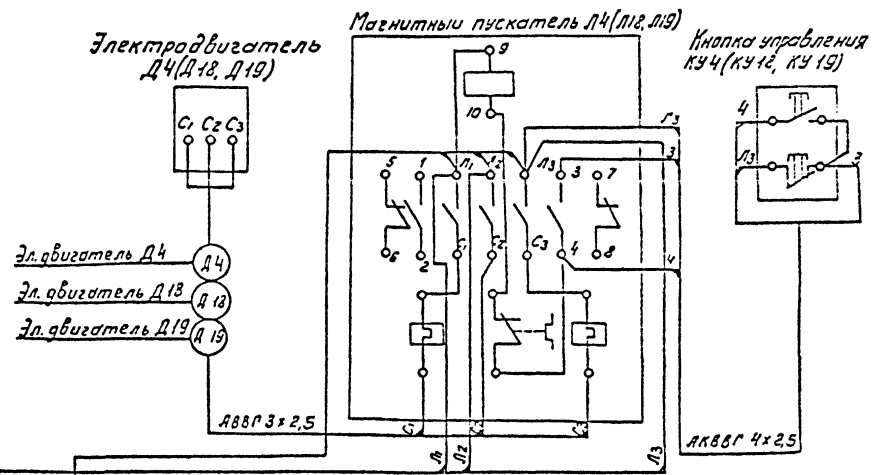 Магнитный пускатель Л4(Л18, Л19)
Электродвигатель
Д4(Д18, Д19)
Кнопка управления
КУ4(КУ18, КУ19)
9
10
С1 С2 С3
4
Л3
3
Л3
3
4
5 1 Л1 Л2 Л3 3 7
6 2 С1 С2 С3 4 8
Эл.двигатель Д4
Д4
Эл.двигатель Д18
Д18
Эл.двигатель Д19
Д19
АВВГ 3×2,5
С1 С2 С3
Л1 Л2 Л3
АКВВГ 4×2,5